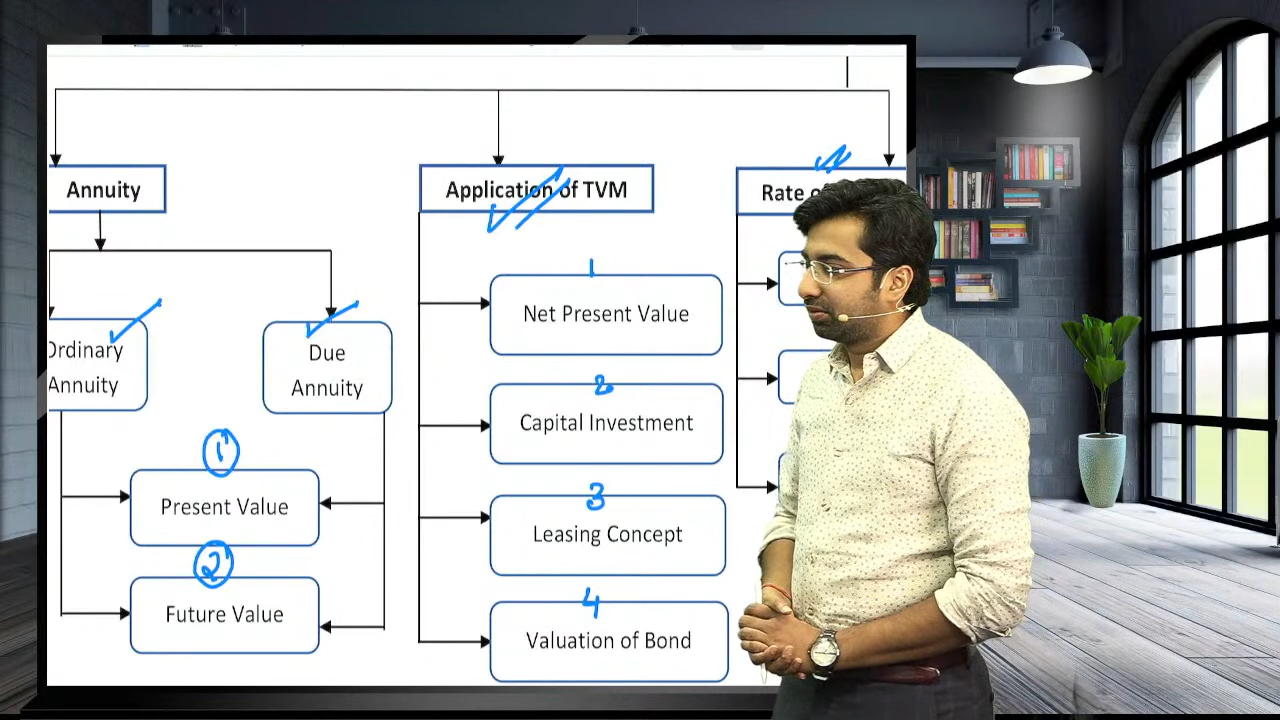 Annuity
Application of TVM
Rate
Ordinary
Annuity
Due
Annuity
1
Present Value
2
Future Value
1
Net Present Value
2
Capital Investment
3
Leasing Concept
4
Valuation of Bond